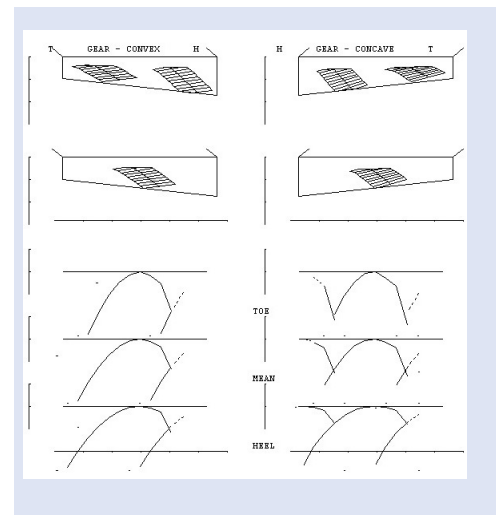 T GEAR - CONVEX H H GEAR - CONCAVE T
TOE
MEAN
HEEL